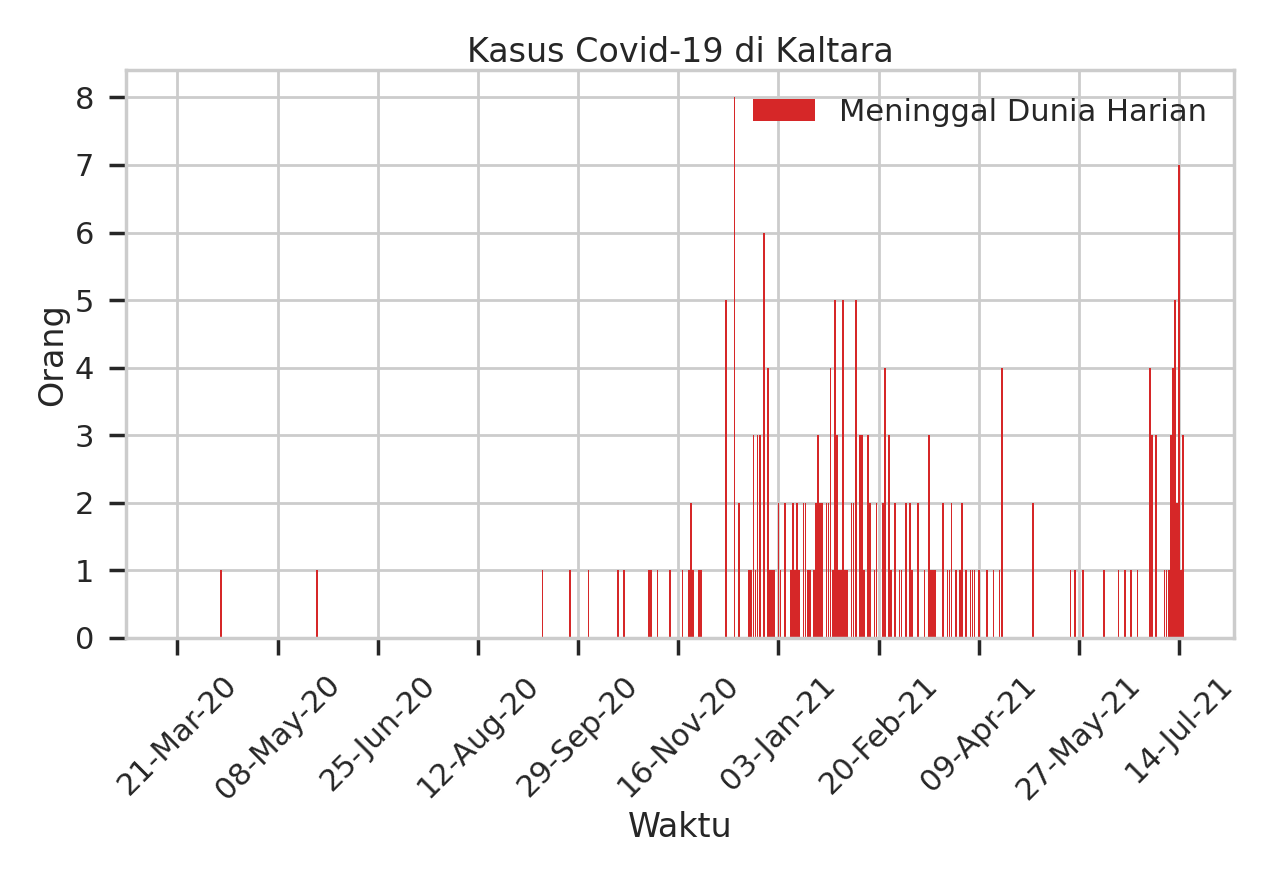 Kasus Covid-19 di Kaltara
Meninggal Dunia Harian
8
7
6
5
4
3
2
1
0
Orang
21-Mar-20
08-May-20
25-Jun-20
12-Aug-20
29-Sep-20
16-Nov-20
03-Jan-21
20-Feb-21
09-Apr-21
27-May-21
14-Jul-21
Waktu